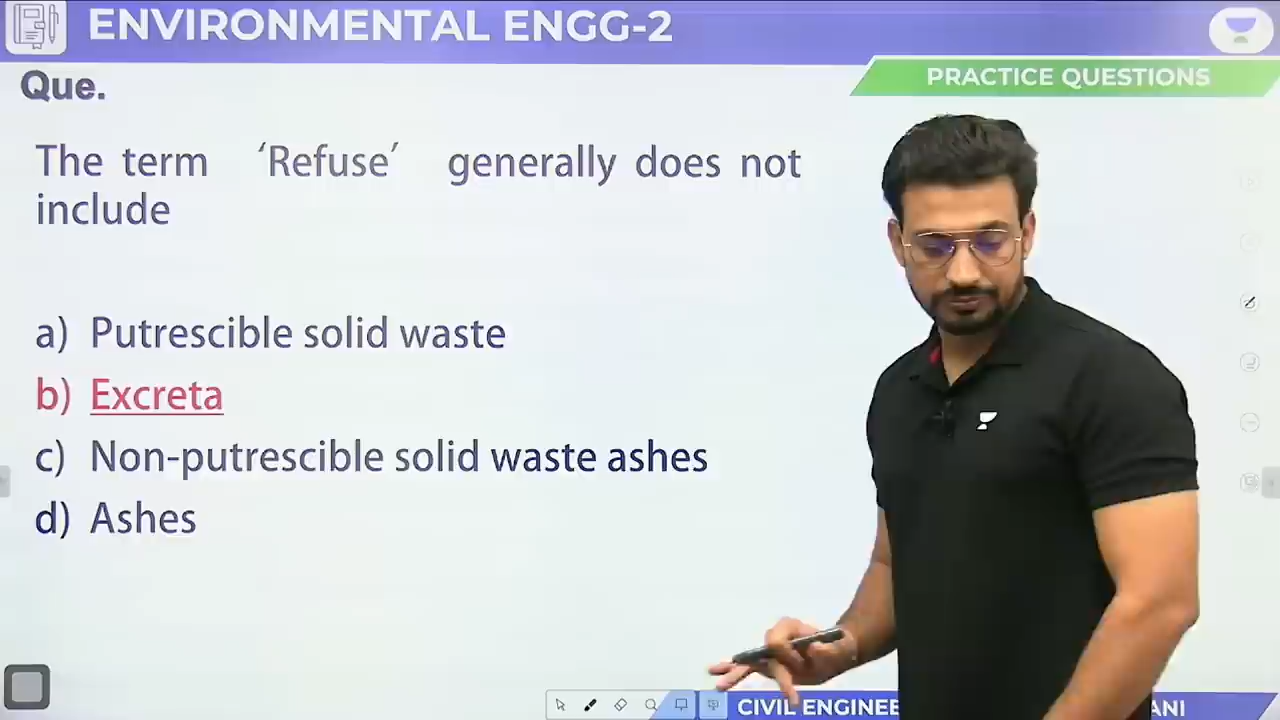 ENVIRONMENTAL ENGG-2
Que.
PRACTICE QUESTIONS
The term ‘Refuse’ generally does not
include
a) Putrescible solid waste
b) Excreta
c) Non-putrescible solid waste ashes
d) Ashes
CIVIL ENGINEE
ANI